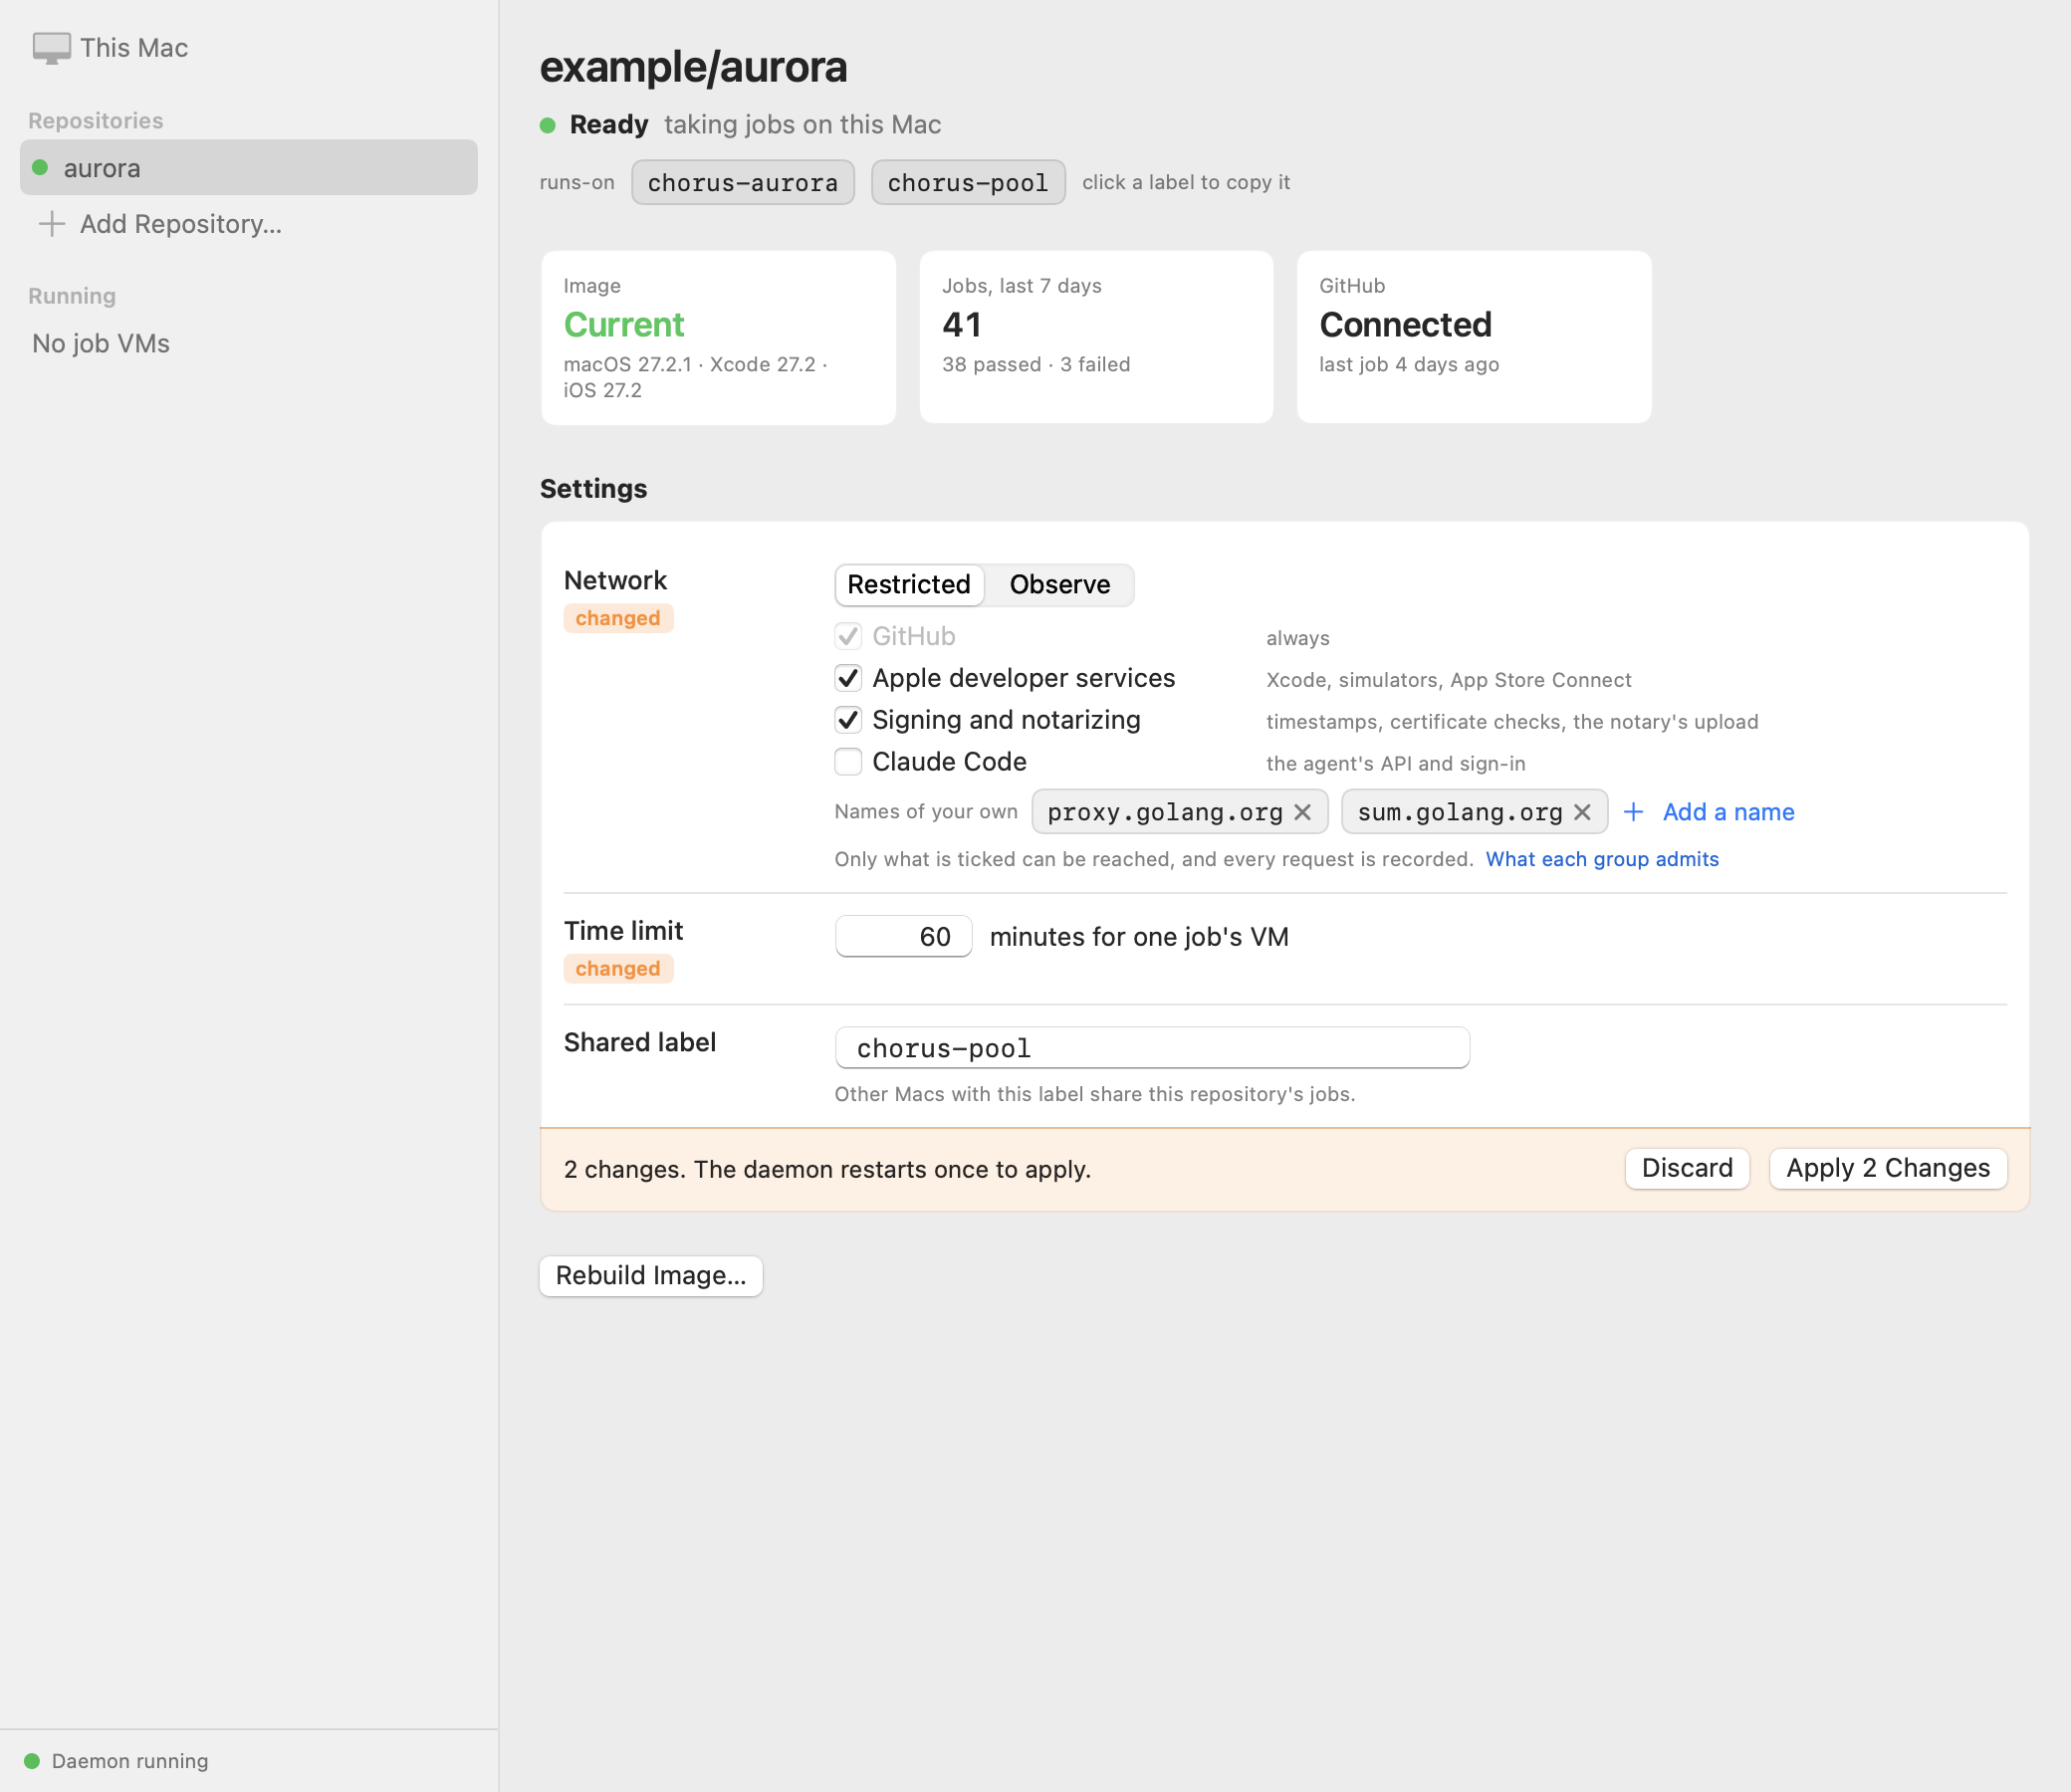 This Mac
Repositories
aurora
Add Repository...
Running
No job VMs
Daemon running
example/aurora
Ready taking jobs on this Mac
runs-on chorus-aurora chorus-pool click a label to copy it
Image
Current
macOS 27.2.1 · Xcode 27.2 ·
iOS 27.2
Jobs, last 7 days
41
38 passed · 3 failed
GitHub
Connected
last job 4 days ago
Settings
Network
changed
Restricted Observe
GitHub always
Apple developer services Xcode, simulators, App Store Connect
Signing and notarizing timestamps, certificate checks, the notary's upload
Claude Code the agent's API and sign-in
Names of your own proxy.golang.org sum.golang.org Add a name
Only what is ticked can be reached, and every request is recorded. What each group admits
Time limit
changed
60 minutes for one job's VM
Shared label
chorus-pool
Other Macs with this label share this repository's jobs.
2 changes. The daemon restarts once to apply. Discard Apply 2 Changes
Rebuild Image...